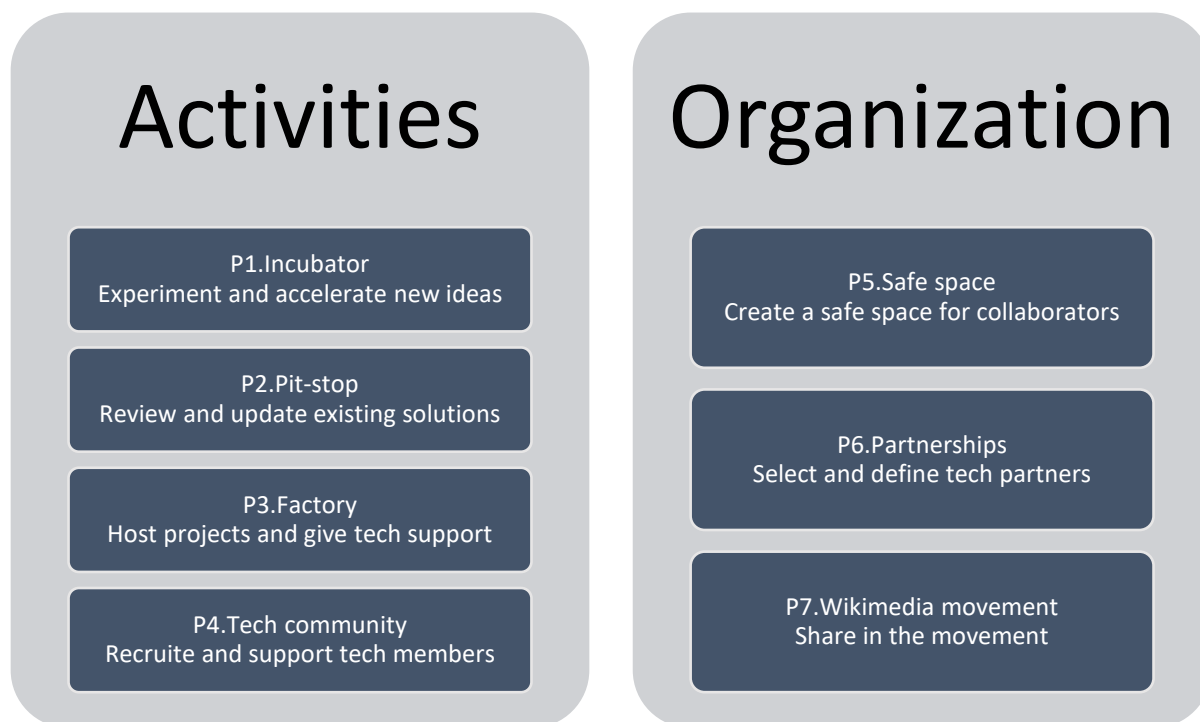 Activities
P1.Incubator
Experiment and accelerate new ideas
P2.Pit-stop
Review and update existing solutions
P3.Factory
Host projects and give tech support
P4.Tech community
Recruite and support tech members
Organization
P5.Safe space
Create a safe space for collaborators
P6.Partnerships
Select and define tech partners
P7.Wikimedia movement
Share in the movement